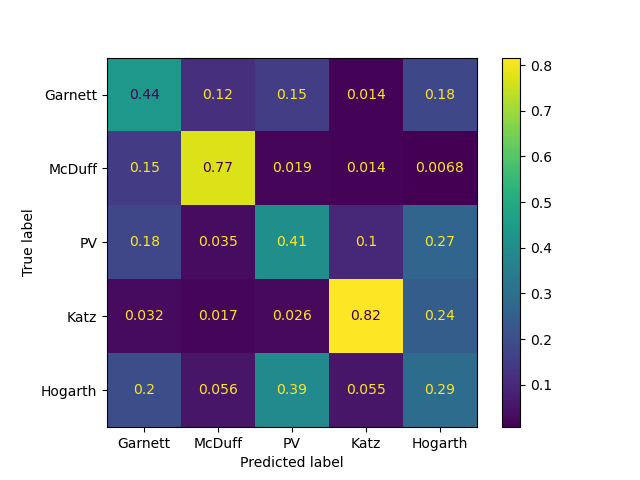 Garnett 0.44 0.12 0.15 0.014 0.18
McDuff 0.15 0.77 0.019 0.014 0.0068
PV 0.18 0.035 0.41 0.1 0.27
Katz 0.032 0.017 0.026 0.82 0.24
Hogarth 0.2 0.056 0.39 0.055 0.29
Garnett McDuff PV Katz Hogarth
Predicted label
True label
0.8
0.7
0.6
0.5
0.4
0.3
0.2
0.1